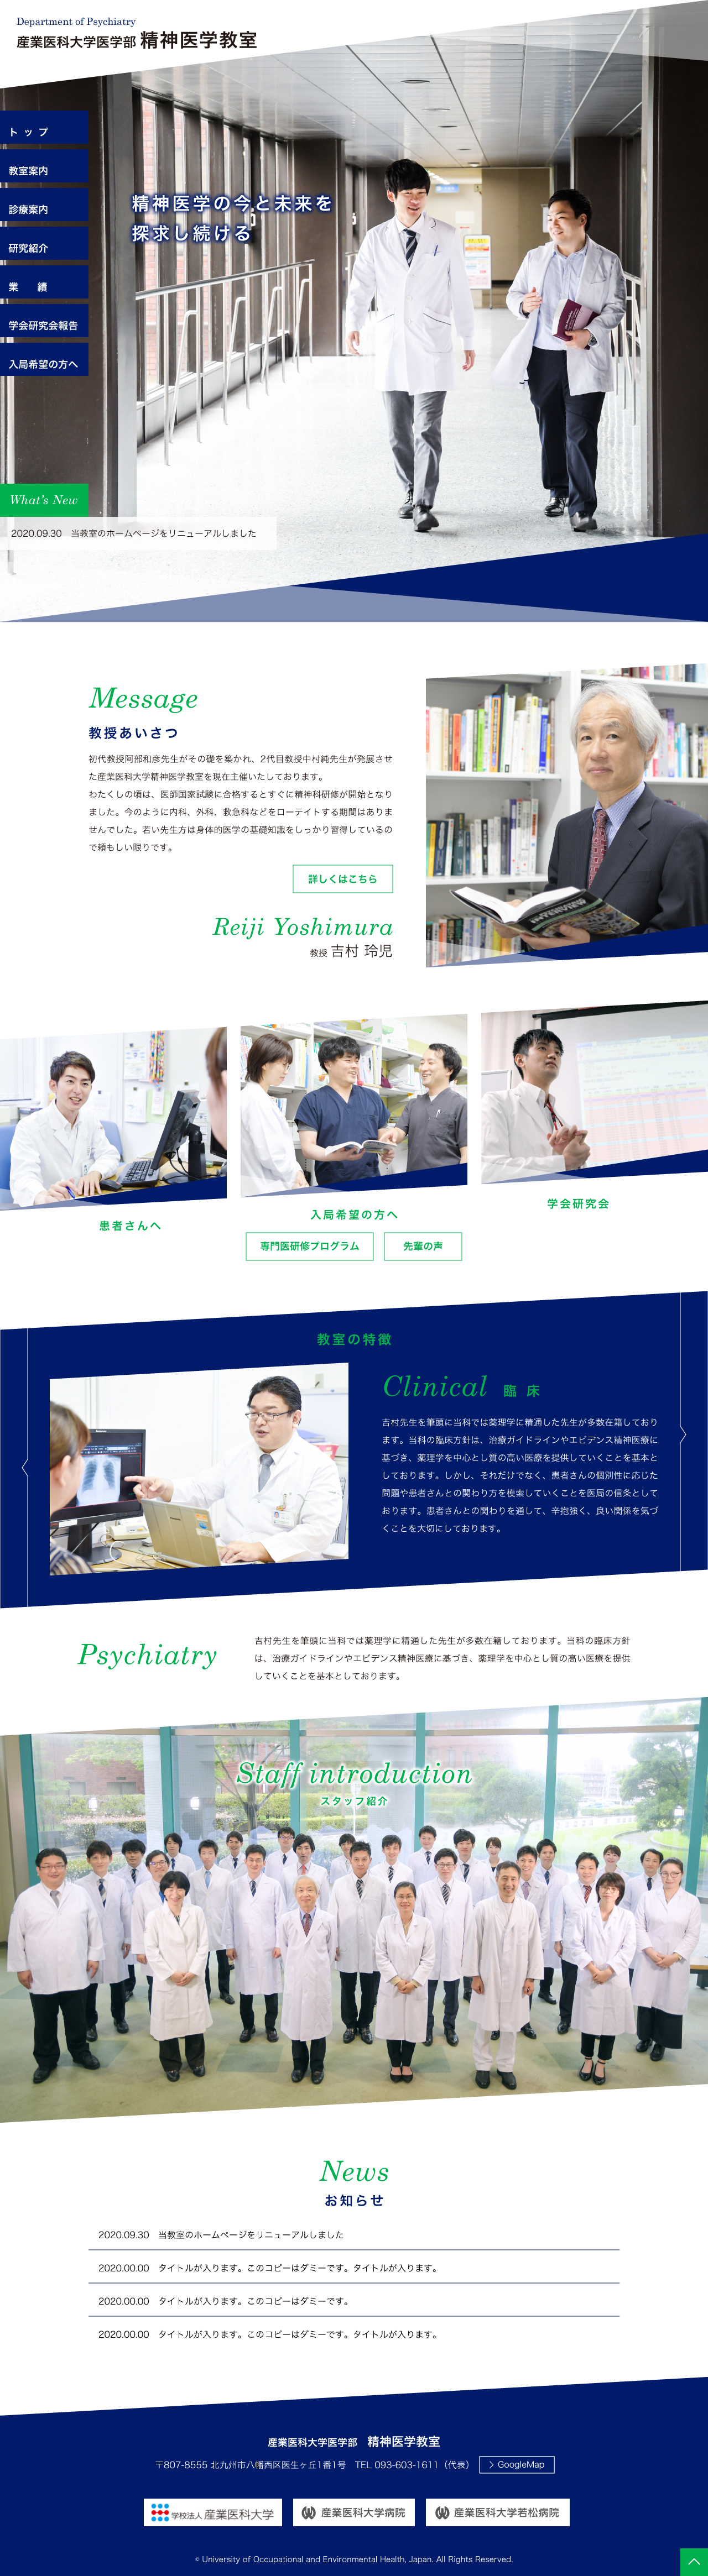 Department of Psychiatry
産業医科大学医学部 精神医学教室
トップ
教室案内
診療案内
研究紹介
業 績
学会研究会報告
入局希望の方へ
精神医学の今と未来を
探求し続ける
What's New
2020.09.30 当教室のホームページをリニューアルしました
Message
教授あいさつ
初代教授阿部和彦先生がその礎を築かれ、2代目教授中村純先生が発展させ
た産業医科大学精神医学教室を現在主催いたしております。
わたくしの頃は、医師国家試験に合格するとすぐに精神科研修が開始となり
ました。今のように内科、外科、救急科などをローテイトする期間はありま
せんでした。若い先生方は身体的医学の基礎知識をしっかり習得しているの
で頼もしい限りです。
詳しくはこちら
Reiji Yoshimura
教授 吉村 玲児
患者さんへ
入局希望の方へ
専門医研修プログラム
先輩の声
学会研究会
教室の特徴
Clinical 臨 床
吉村先生を筆頭に当科では薬理学に精通した先生が多数在籍しており
ます。当科の臨床方針は、治療ガイドラインやエビデンス精神医療に
基づき、薬理学を中心とし質の高い医療を提供していくことを基本と
しております。しかし、それだけでなく、患者さんの個別性に応じた
問題や患者さんとの関わり方を模索していくことを医局の信条として
おります。患者さんとの関わりを通して、辛抱強く、良い関係を気づ
くことを大切にしております。
Psychiatry
吉村先生を筆頭に当科では薬理学に精通した先生が多数在籍しております。当科の臨床方針
は、治療ガイドラインやエビデンス精神医療に基づき、薬理学を中心とし質の高い医療を提供
していくことを基本としております。
Staff introduction
スタッフ紹介
News
お知らせ
2020.09.30 当教室のホームページをリニューアルしました
2020.00.00 タイトルが入ります。このコピーはダミーです。タイトルが入ります。
2020.00.00 タイトルが入ります。このコピーはダミーです。
2020.00.00 タイトルが入ります。このコピーはダミーです。タイトルが入ります。
産業医科大学医学部 精神医学教室
〒807-8555 北九州市八幡西区医生ヶ丘1番1号 TEL 093-603-1611（代表） > GoogleMap
学校法人 産業医科大学
産業医科大学病院
産業医科大学若松病院
© University of Occupational and Environmental Health, Japan. All Rights Reserved.